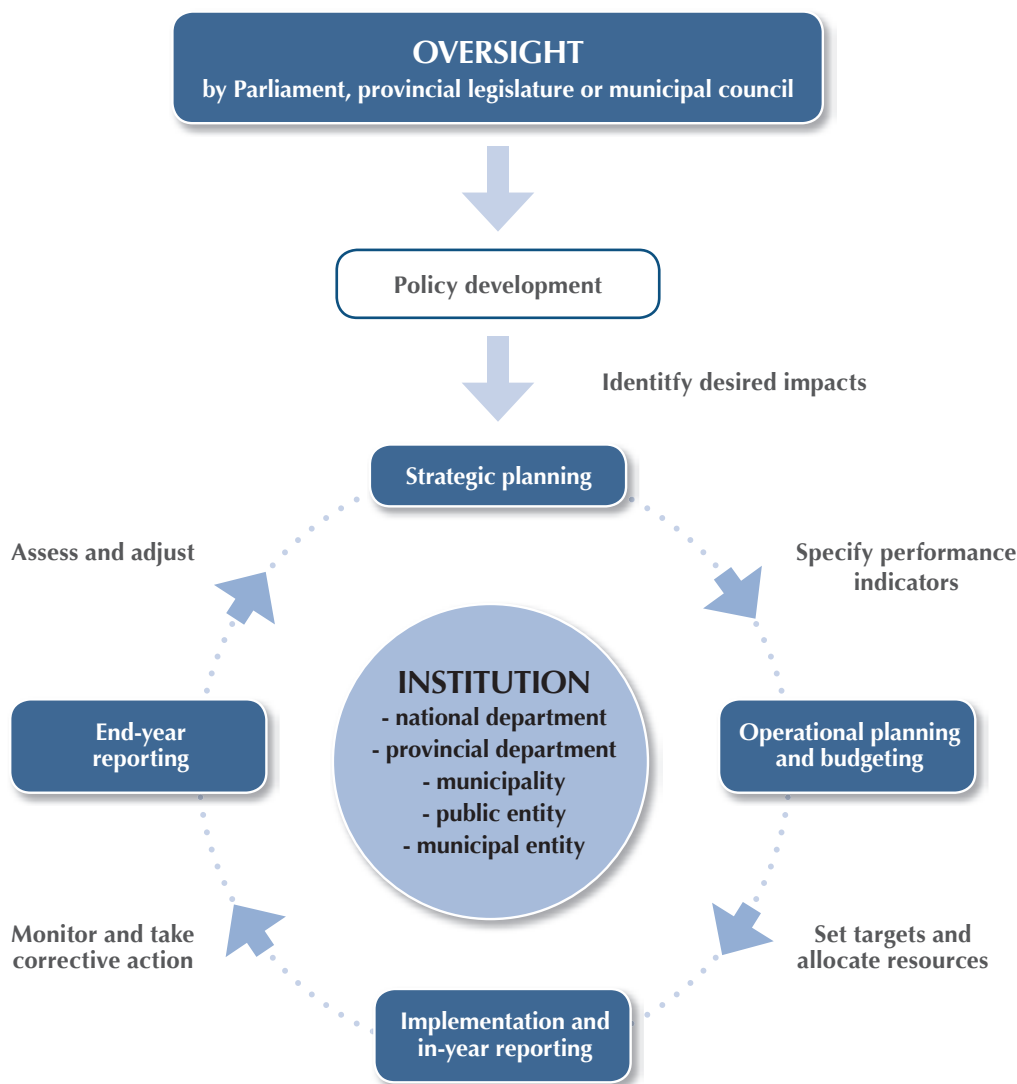 OVERSIGHT
by Parliament, provincial legislature or municipal council
Policy development
Identitfy desired impacts
Strategic planning
Assess and adjust
Specify performance
indicators
INSTITUTION
- national department
- provincial department
- municipality
- public entity
- municipal entity
End-year
reporting
Operational planning
and budgeting
Monitor and take
corrective action
Set targets and
allocate resources
Implementation and
in-year reporting